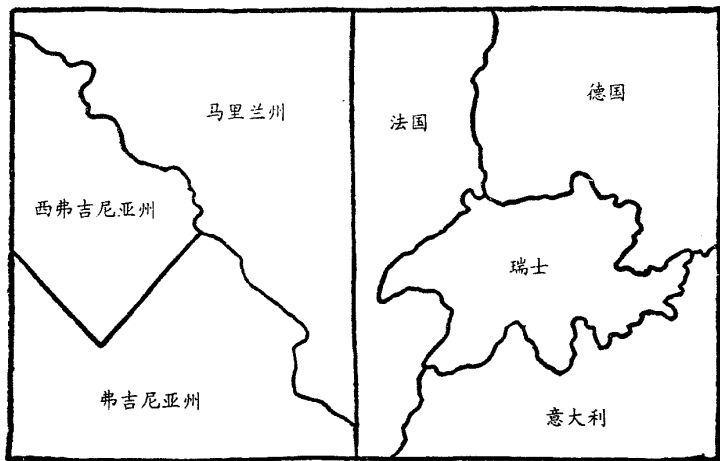 马里兰州
西弗吉尼亚州
弗吉尼亚州
法国
德国
瑞士
意大利